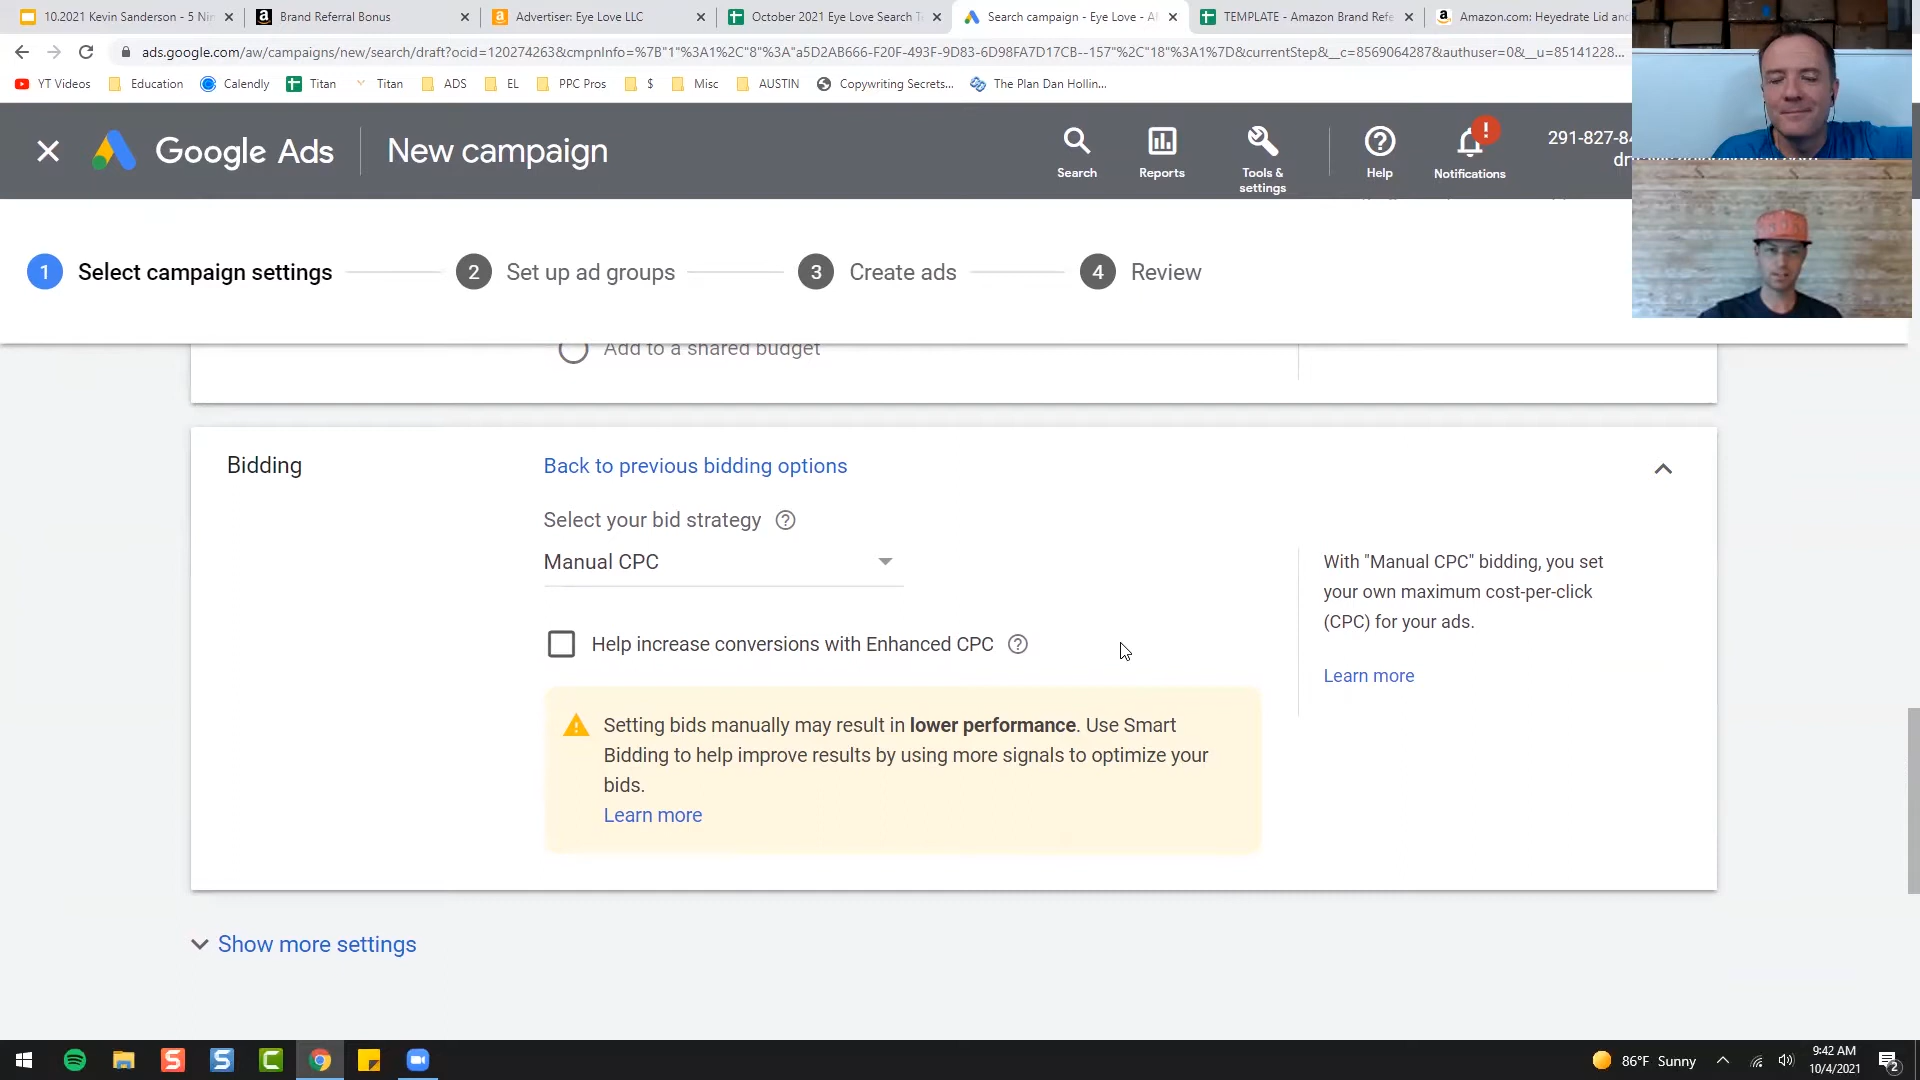 10.2021 Kevin Sanderson - 5 Nin
Brand Referral Bonus
Advertiser: Eye Love LLC
October 2021 Eye Love Search T
Search campaign - Eye Love - A
TEMPLATE - Amazon Brand Refe
Amazon.com: Heyedrate Lid an
ads.google.com/aw/campaigns/new/search/draft?ocid=120274263&cmpnInfo=%7B"1"%3A1%2C"8"%3A"a5D2AB666-F20F-493F-9D83-6D98FA7D17CB--157"%2C"18"%3A1%7D&currentStep&__c=8569064287&authuser=0&__u=85141228...
YT Videos
Education
Calendly
Titan
Titan
ADS
EL
PPC Pros
$
Misc
AUSTIN
Copywriting Secrets...
The Plan Dan Hollin...
Google Ads
New campaign
Search
Reports
Tools &
settings
Help
Notifications
291-827-84
1 Select campaign settings
2 Set up ad groups
3 Create ads
4 Review
Add to a shared budget
Bidding
Back to previous bidding options
Select your bid strategy
Manual CPC
Help increase conversions with Enhanced CPC
Setting bids manually may result in lower performance. Use Smart
Bidding to help improve results by using more signals to optimize your
bids.
Learn more
With "Manual CPC" bidding, you set
your own maximum cost-per-click
(CPC) for your ads.
Learn more
Show more settings
86°F Sunny
9:42 AM
10/4/2021
2